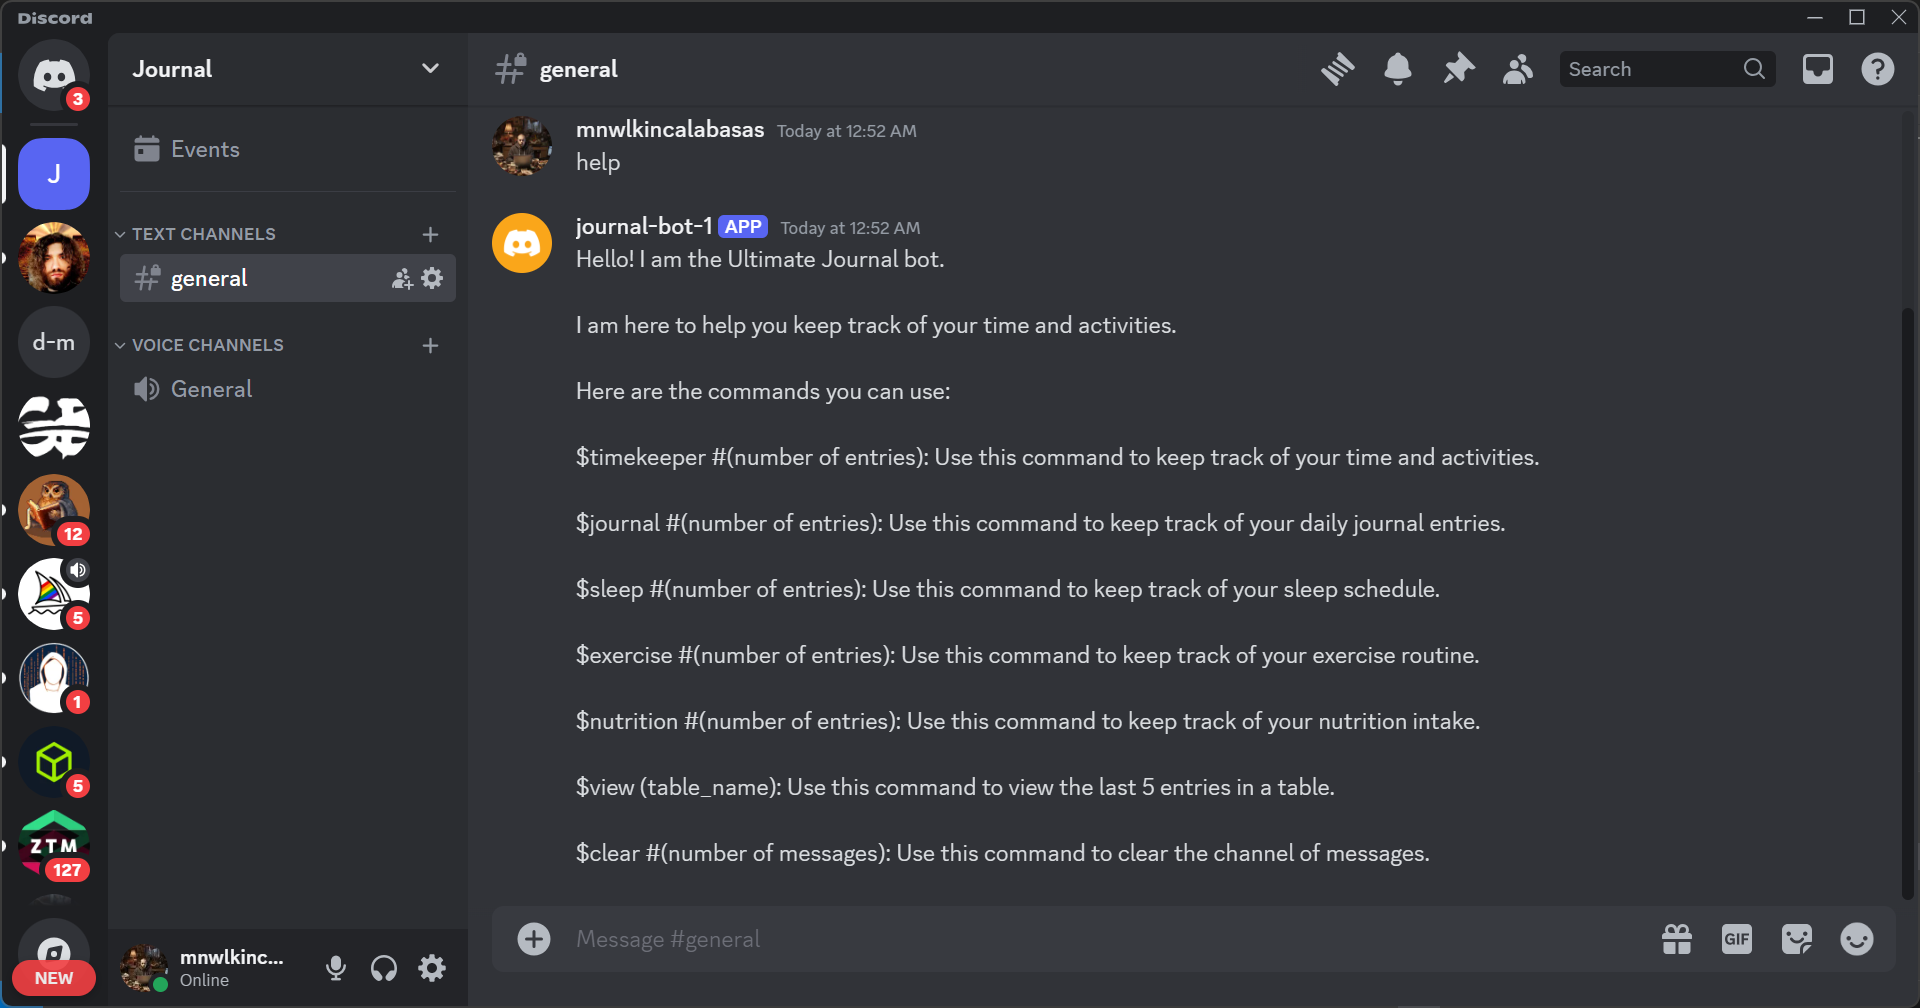 Discord
3
J
d-m
12
5
1
5
ZTM
127
NEW
Journal
Events
TEXT CHANNELS
general
VOICE CHANNELS
General
mnwlkinc...
Online
general
Search
mnwlkincalabasas Today at 12:52 AM
help
journal-bot-1 APP Today at 12:52 AM
Hello! I am the Ultimate Journal bot.
I am here to help you keep track of your time and activities.
Here are the commands you can use:
$timekeeper #(number of entries): Use this command to keep track of your time and activities.
$journal #(number of entries): Use this command to keep track of your daily journal entries.
$sleep #(number of entries): Use this command to keep track of your sleep schedule.
$exercise #(number of entries): Use this command to keep track of your exercise routine.
$nutrition #(number of entries): Use this command to keep track of your nutrition intake.
$view (table_name): Use this command to view the last 5 entries in a table.
$clear #(number of messages): Use this command to clear the channel of messages.
Message #general
GIF